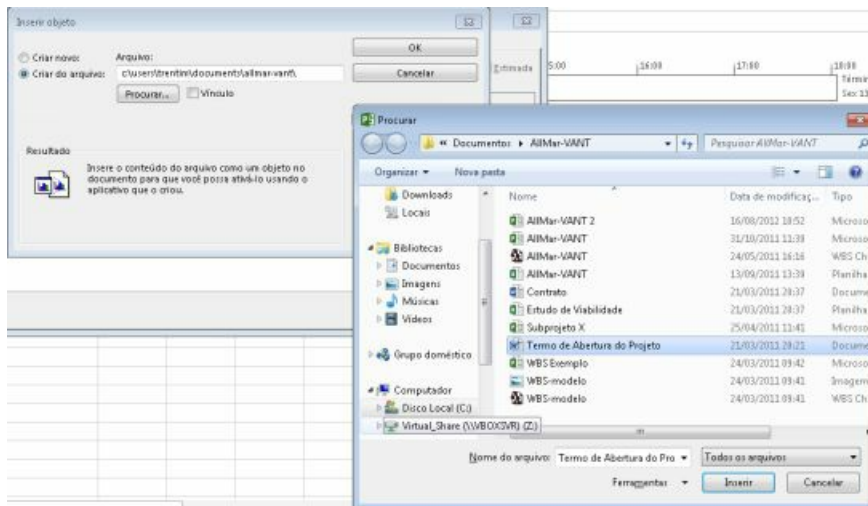 Inserir objeto
Criar novo:
Criar do arquivo:
Arquivo:
c:\users\trentini\documents\allmar-vant\
Procurar...
Vínculo
OK
Cancelar
Resultado
Insere o conteúdo do arquivo como um objeto no
documento para que você possa ativá-lo usando o
aplicativo que o criou.
Estimada
16:00
17:00
18:00
Procurar
« Documentos ▸ AllMar-VANT
Pesquisar AllMar-VANT
Organizar
Nova pasta
Downloads
Locais
Bibliotecas
Documentos
Imagens
Músicas
Vídeos
Grupo doméstico
Computador
Disco Local (C:)
Virtual_Share (\\VBOXSVR) (Z:)
Nome
Data de modificaç...
Tipo
AllMar-VANT 2
16/08/2012 18:52
AllMar-VANT
31/10/2011 11:39
AllMar-VANT
24/05/2011 16:16
WBS Ch
AllMar-VANT
13/09/2011 13:39
Planilha
Contrato
21/03/2011 20:37
Docume
Estudo de Viabilidade
21/03/2011 20:37
Planilha
Subprojeto X
25/04/2011 11:41
Termo de Abertura do Projeto
21/03/2011 20:21
Docume
WBS Exemplo
24/03/2011 09:42
WBS-modelo
24/03/2011 09:41
Imagem
WBS-modelo
24/03/2011 09:41
WBS Ch
Nome do arquivo:
Termo de Abertura do Pro
Todos os arquivos
Ferramentas
Inserir
Cancelar